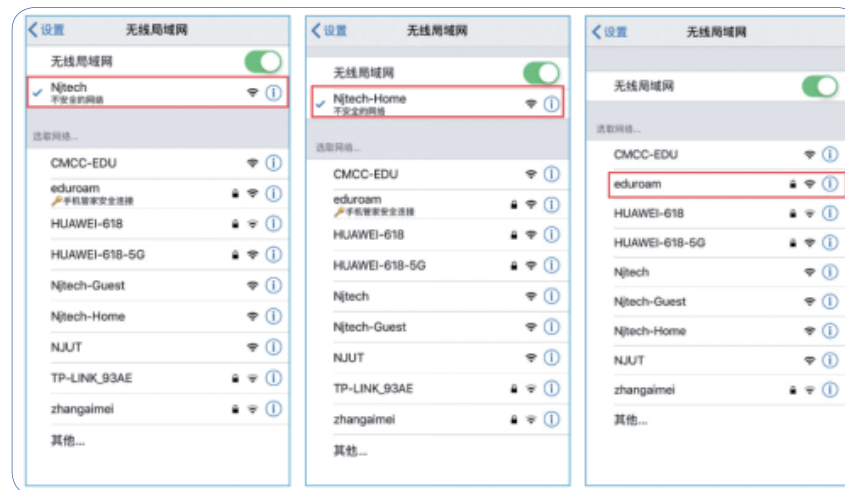 设置
无线局域网
无线局域网
Njtech
不安全的网络
选取网络...
CMCC-EDU
eduroam
🔑手机管家安全连接
HUAWEI-618
HUAWEI-618-5G
Njtech-Guest
Njtech-Home
NJUT
TP-LINK_93AE
zhangaimei
其他...
设置
无线局域网
无线局域网
Njtech-Home
不安全的网络
选取网络...
CMCC-EDU
eduroam
🔑手机管家安全连接
HUAWEI-618
HUAWEI-618-5G
Njtech
Njtech-Guest
NJUT
TP-LINK_93AE
zhangaimei
其他...
设置
无线局域网
无线局域网
选取网络...
CMCC-EDU
eduroam
HUAWEI-618
HUAWEI-618-5G
Njtech
Njtech-Guest
Njtech-Home
NJUT
zhangaimei
其他...